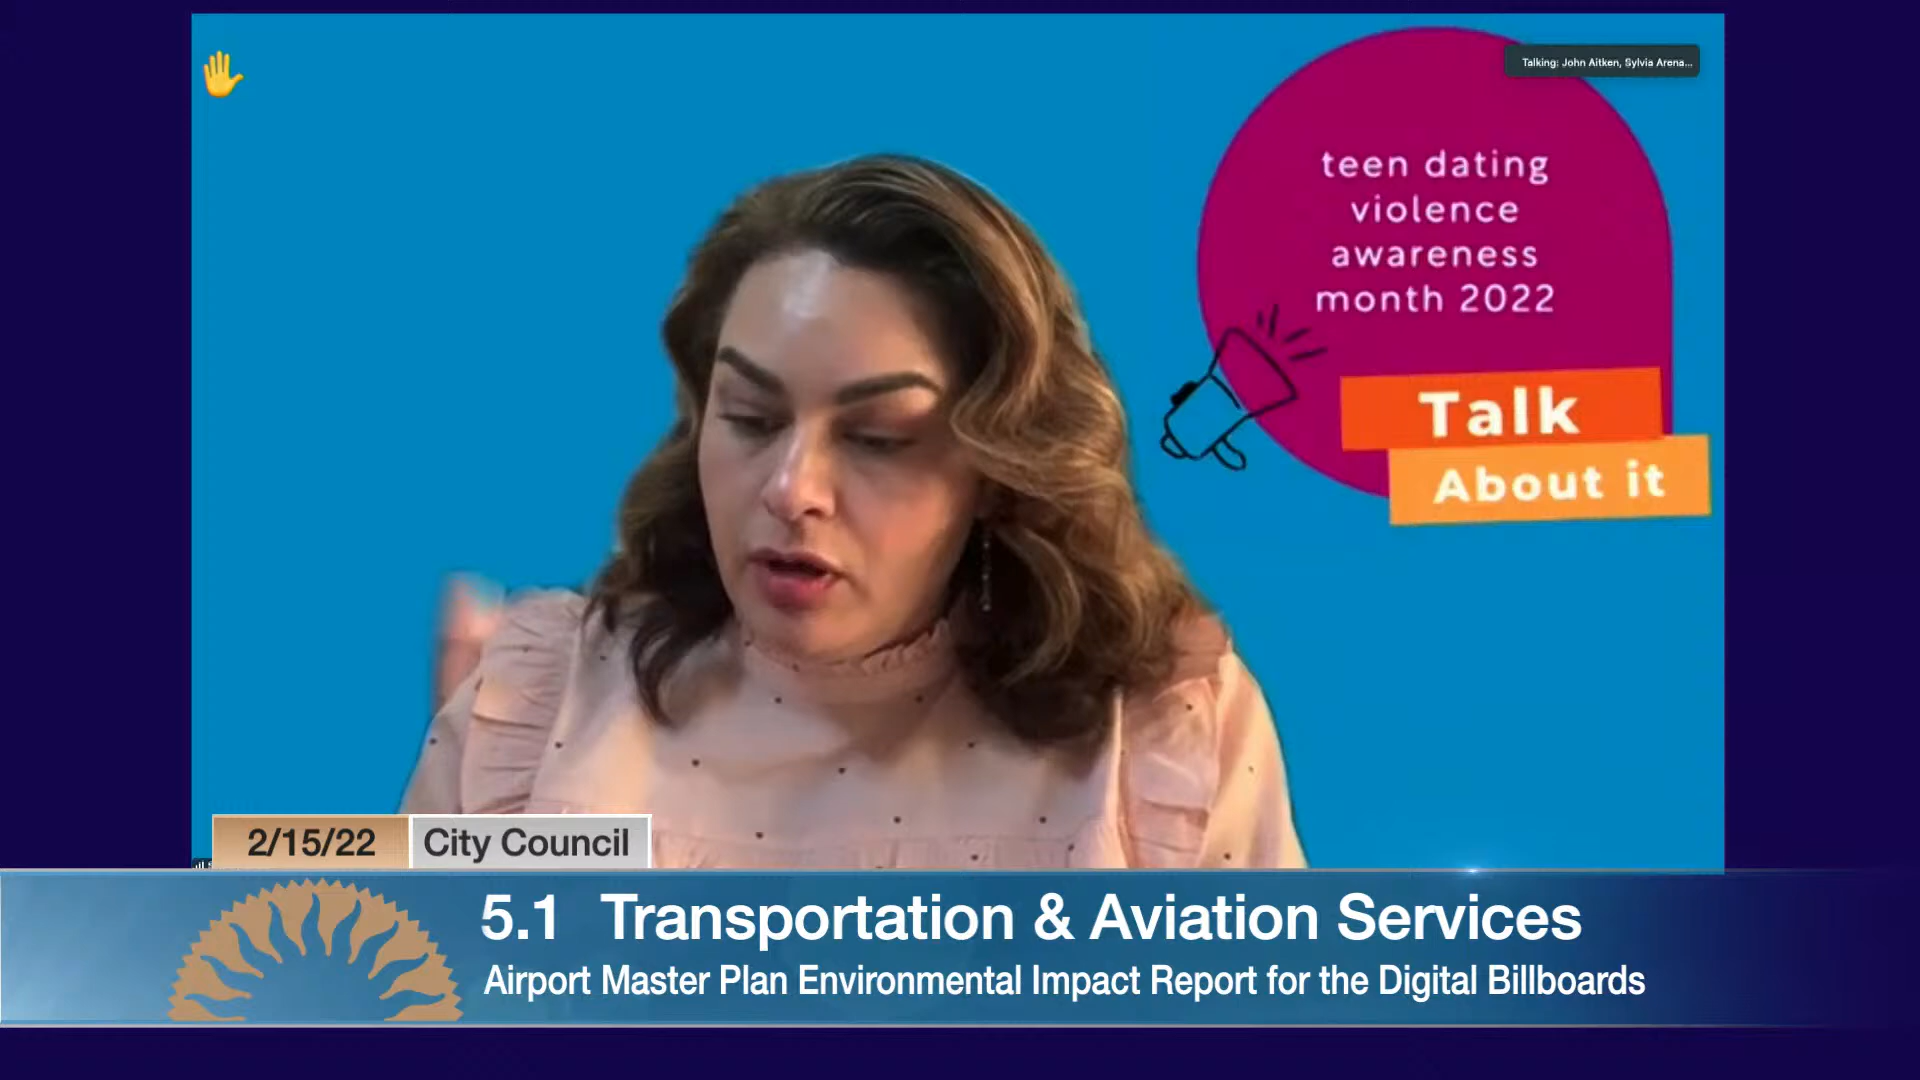 Talking: John Aitken, Sylvia Arena...
teen dating
violence
awareness
month 2022
Talk
About it
2/15/22 City Council
5.1 Transportation & Aviation Services
Airport Master Plan Environmental Impact Report for the Digital Billboards